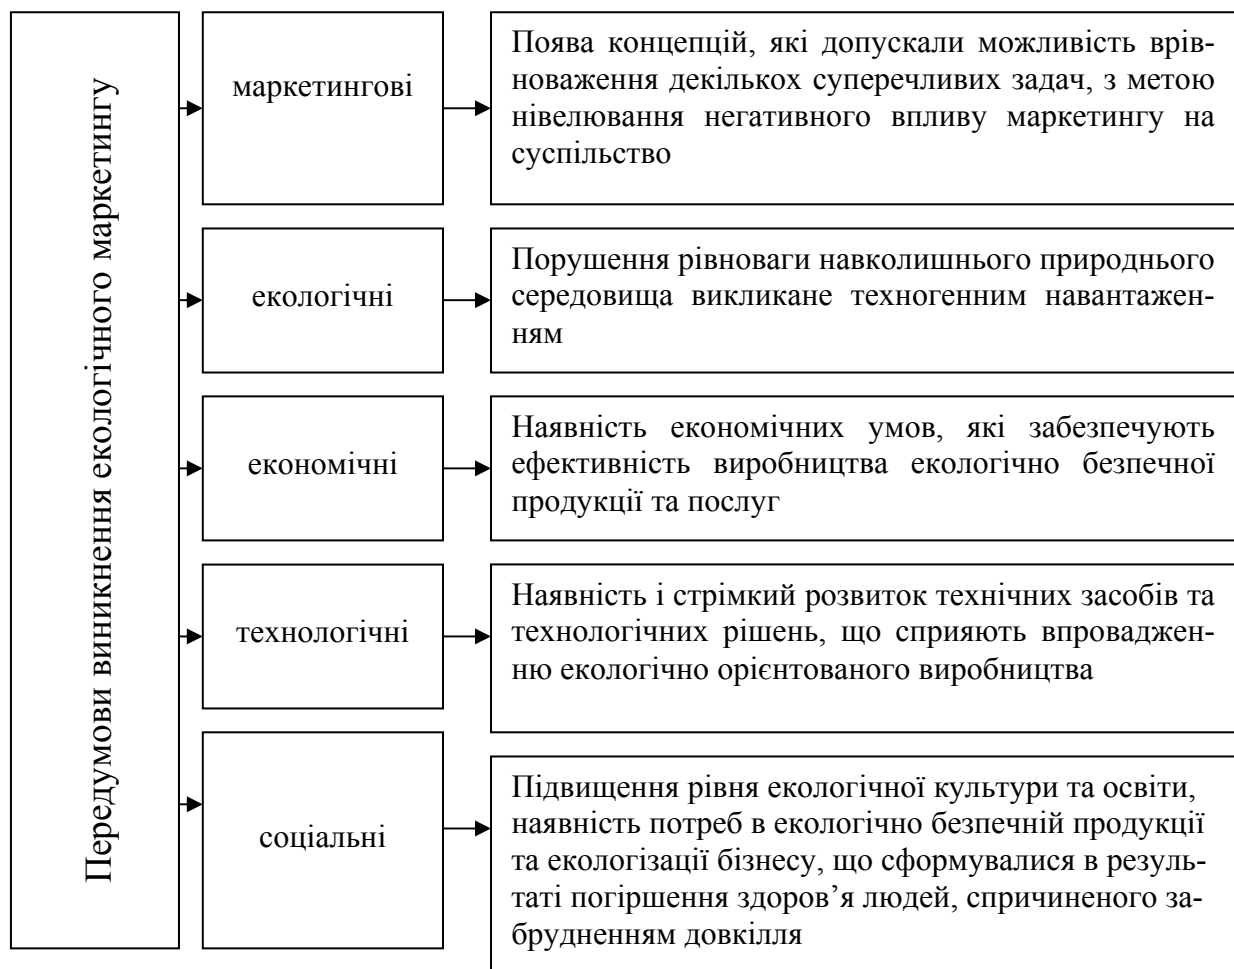 Передумови виникнення екологічного маркетингу
маркетингові
Поява концепцій, які допускали можливість врів-
новаження декількох суперечливих задач, з метою
нівелювання негативного впливу маркетингу на
суспільство
екологічні
Порушення рівноваги навколишнього природнього
середовища викликане техногенним навантажен-
ням
економічні
Наявність економічних умов, які забезпечують
ефективність виробництва екологічно безпечної
продукції та послуг
технологічні
Наявність і стрімкий розвиток технічних засобів та
технологічних рішень, що сприяють впроваджен-
ню екологічно орієнтованого виробництва
соціальні
Підвищення рівня екологічної культури та освіти,
наявність потреб в екологічно безпечній продукції
та екологізації бізнесу, що сформувалися в резуль-
таті погіршення здоров’я людей, спричиненого за-
брудненням довкілля